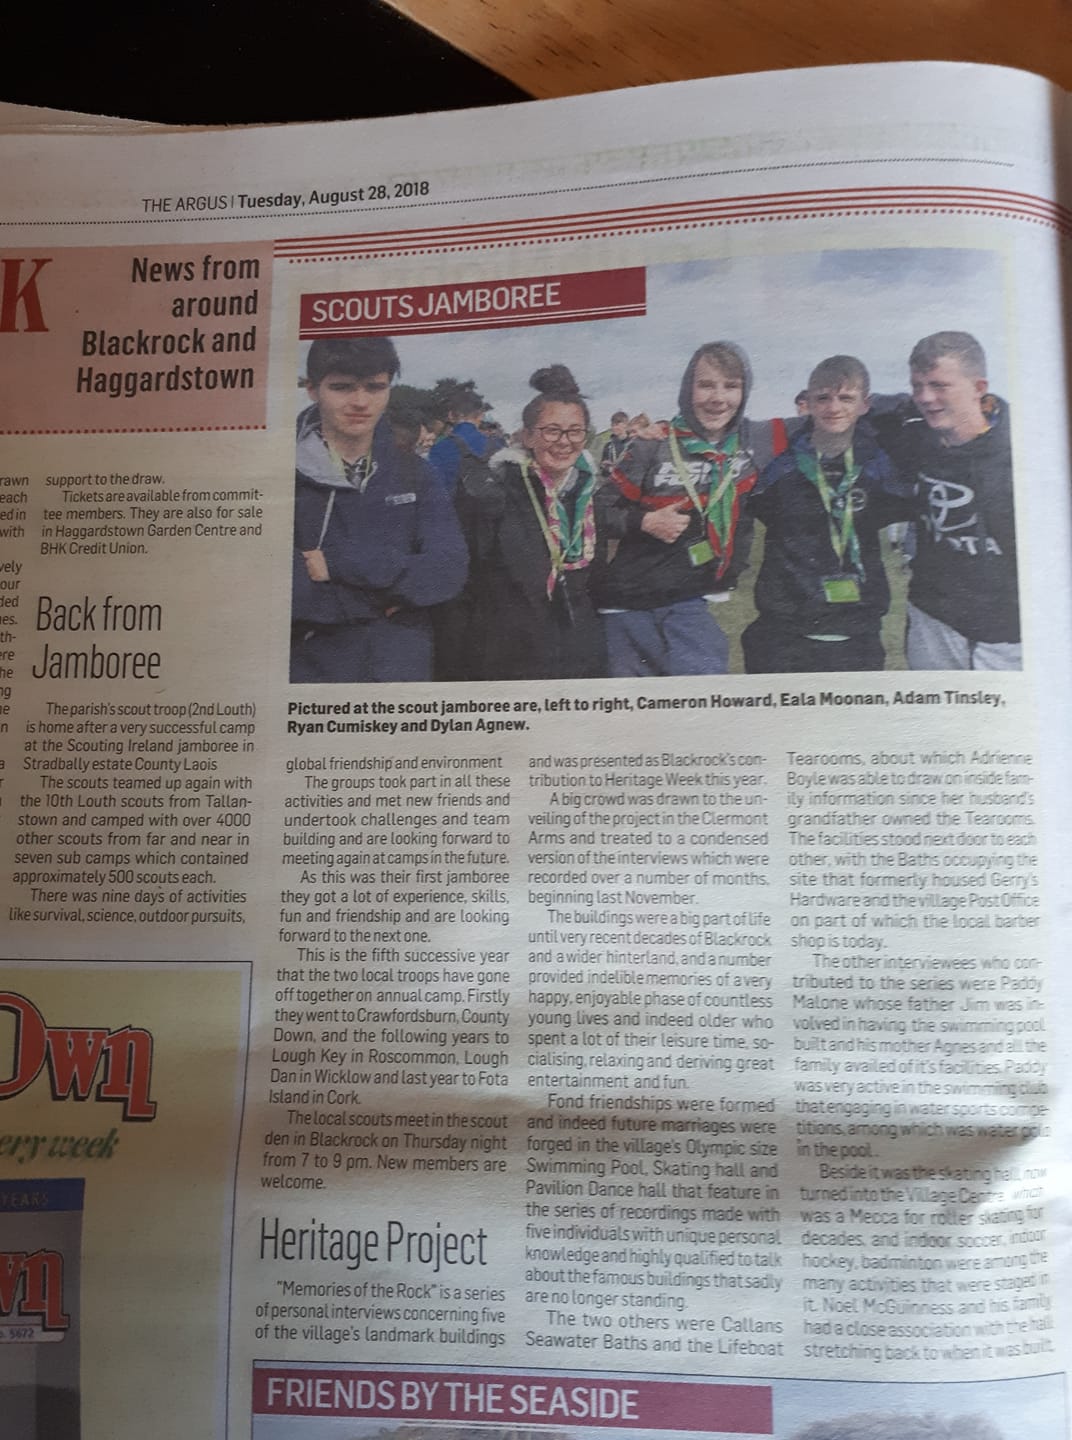 THE ARGUS | Tuesday, August 28, 2018
K
News from
around
Blackrock and
Haggardstown
SCOUTS JAMBOREE
TOTA
Pictured at the scout jamboree are, left to right, Cameron Howard, Eala Moonan, Adam Tinsley,
Ryan Cumiskey and Dylan Agnew.
rawn
each
ed in
with
vely
our
ded
es.
th-
ere
he
ng
support to the draw.
Tickets are available from commit-
tee members. They are also for sale
in Haggardstown Garden Centre and
BHK Credit Union.
Back from
Jamboree
The parish's scout troop (2nd Louth)
is home after a very successful camp
at the Scouting Ireland jamboree in
Stradbally estate County Laois
The scouts teamed up again with
the 10th Louth scouts from Tallan-
stown and camped with over 4000
other scouts from far and near in
seven sub camps which contained
approximately 500 scouts each.
There was nine days of activities
like survival, science, outdoor pursuits,
global friendship and environment
The groups took part in all these
activities and met new friends and
undertook challenges and team
building and are looking forward to
meeting again at camps in the future.
As this was their first jamboree
they got a lot of experience, skills,
fun and friendship and are looking
forward to the next one.
This is the fifth successive year
that the two local troops have gone
off together on annual camp. Firstly
they went to Crawfordsburn, County
Down, and the following years to
Lough Key in Roscommon, Lough
Dan in Wicklow and last year to Fota
Island in Cork.
The local scouts meet in the scout
den in Blackrock on Thursday night
from 7 to 9 pm. New members are
welcome.
Heritage Project
"Memories of the Rock" is a series
of personal interviews concerning five
of the village's landmark buildings
and was presented as Blackrock's con-
tribution to Heritage Week this year.
A big crowd was drawn to the un-
veiling of the project in the Clermont
Arms and treated to a condensed
version of the interviews which were
recorded over a number of months,
beginning last November.
The buildings were a big part of life
until very recent decades of Blackrock
and a wider hinterland, and a number
provided indelible memories of a very
happy, enjoyable phase of countless
young lives and indeed older who
spent a lot of their leisure time, so-
cialising, relaxing and deriving great
entertainment and fun.
Fond friendships were formed
and indeed future marriages were
forged in the village's Olympic size
Swimming Pool, Skating hall and
Pavilion Dance hall that feature in
the series of recordings made with
five individuals with unique personal
knowledge and highly qualified to talk
about the famous buildings that sadly
are no longer standing.
The two others were Callans
Seawater Baths and the Lifeboat
Tearooms, about which Adrienne
Boyle was able to draw on inside fam-
ily information since her husband's
grandfather owned the Tearooms.
The facilities stood next door to each
other, with the Baths occupying the
site that formerly housed Gerry's
Hardware and the village Post Office
on part of which the local barber
shop is today.
The other interviewees who con-
tributed to the series were Paddy
Malone whose father Jim was in-
volved in having the swimming pool
built and his mother Agnes and all the
family availed of it's facilities. Paddy
was very active in the swimming club
that engaging in water sports compe-
titions, among which was water polo
in the pool.
Beside it was the skating hall, now
turned into the Village Centre which
was a Mecca for roller skating for
decades, and indoor soccer, indoor
hockey, badminton were among the
many activities that were staged in
it. Noel McGuinness and his family
had a close association with the hall
stretching back to when it was built.
Own
ery week
YEARS
wn
o. 5672
FRIENDS BY THE SEASIDE